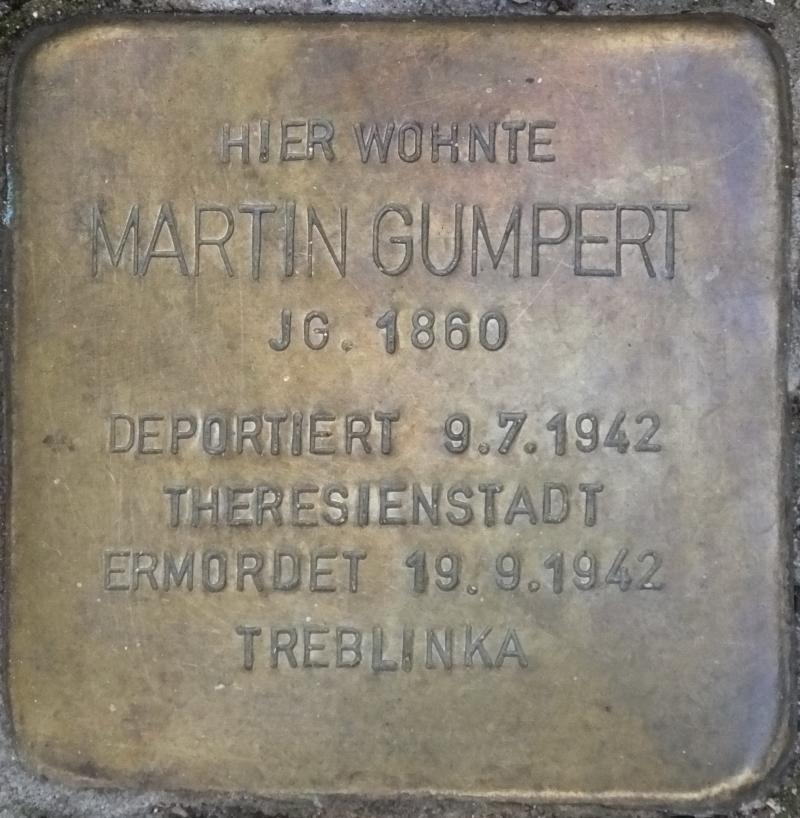 HIER WOHNTE
MARTIN GUMPERT
JG. 1860
DEPORTIERT 9.7.1942
THERESIENSTADT
ERMORDET 19.9.1942
TREBLINKA